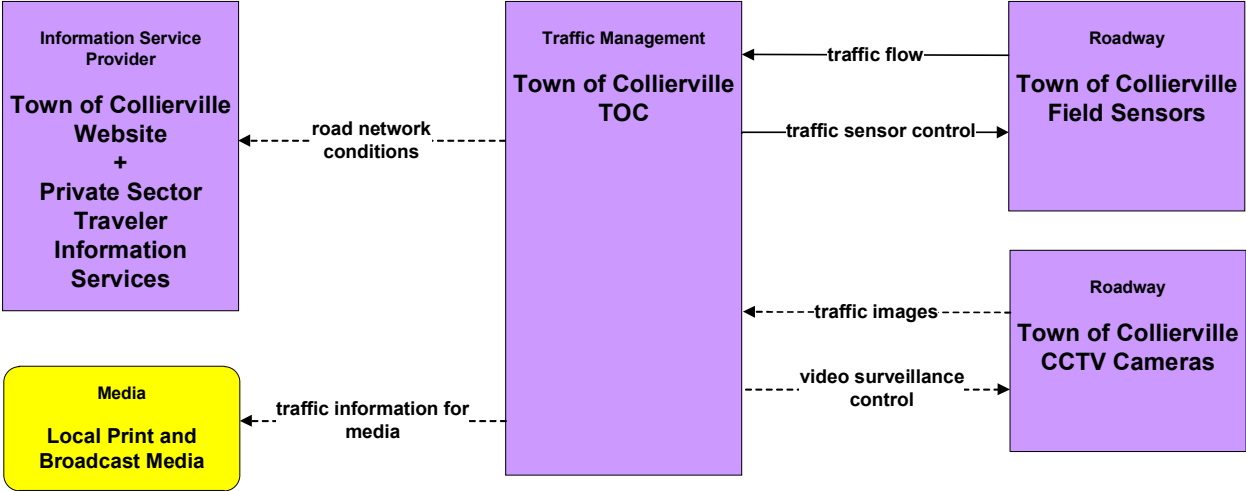 Information Service
Provider
Town of Collierville
Website
+
Private Sector
Traveler
Information
Services
road network
conditions
Media
Local Print and
Broadcast Media
traffic information for
media
Traffic Management
Town of Collierville
TOC
traffic flow
traffic sensor control
Roadway
Town of Collierville
Field Sensors
traffic images
video surveillance
control
Roadway
Town of Collierville
CCTV Cameras